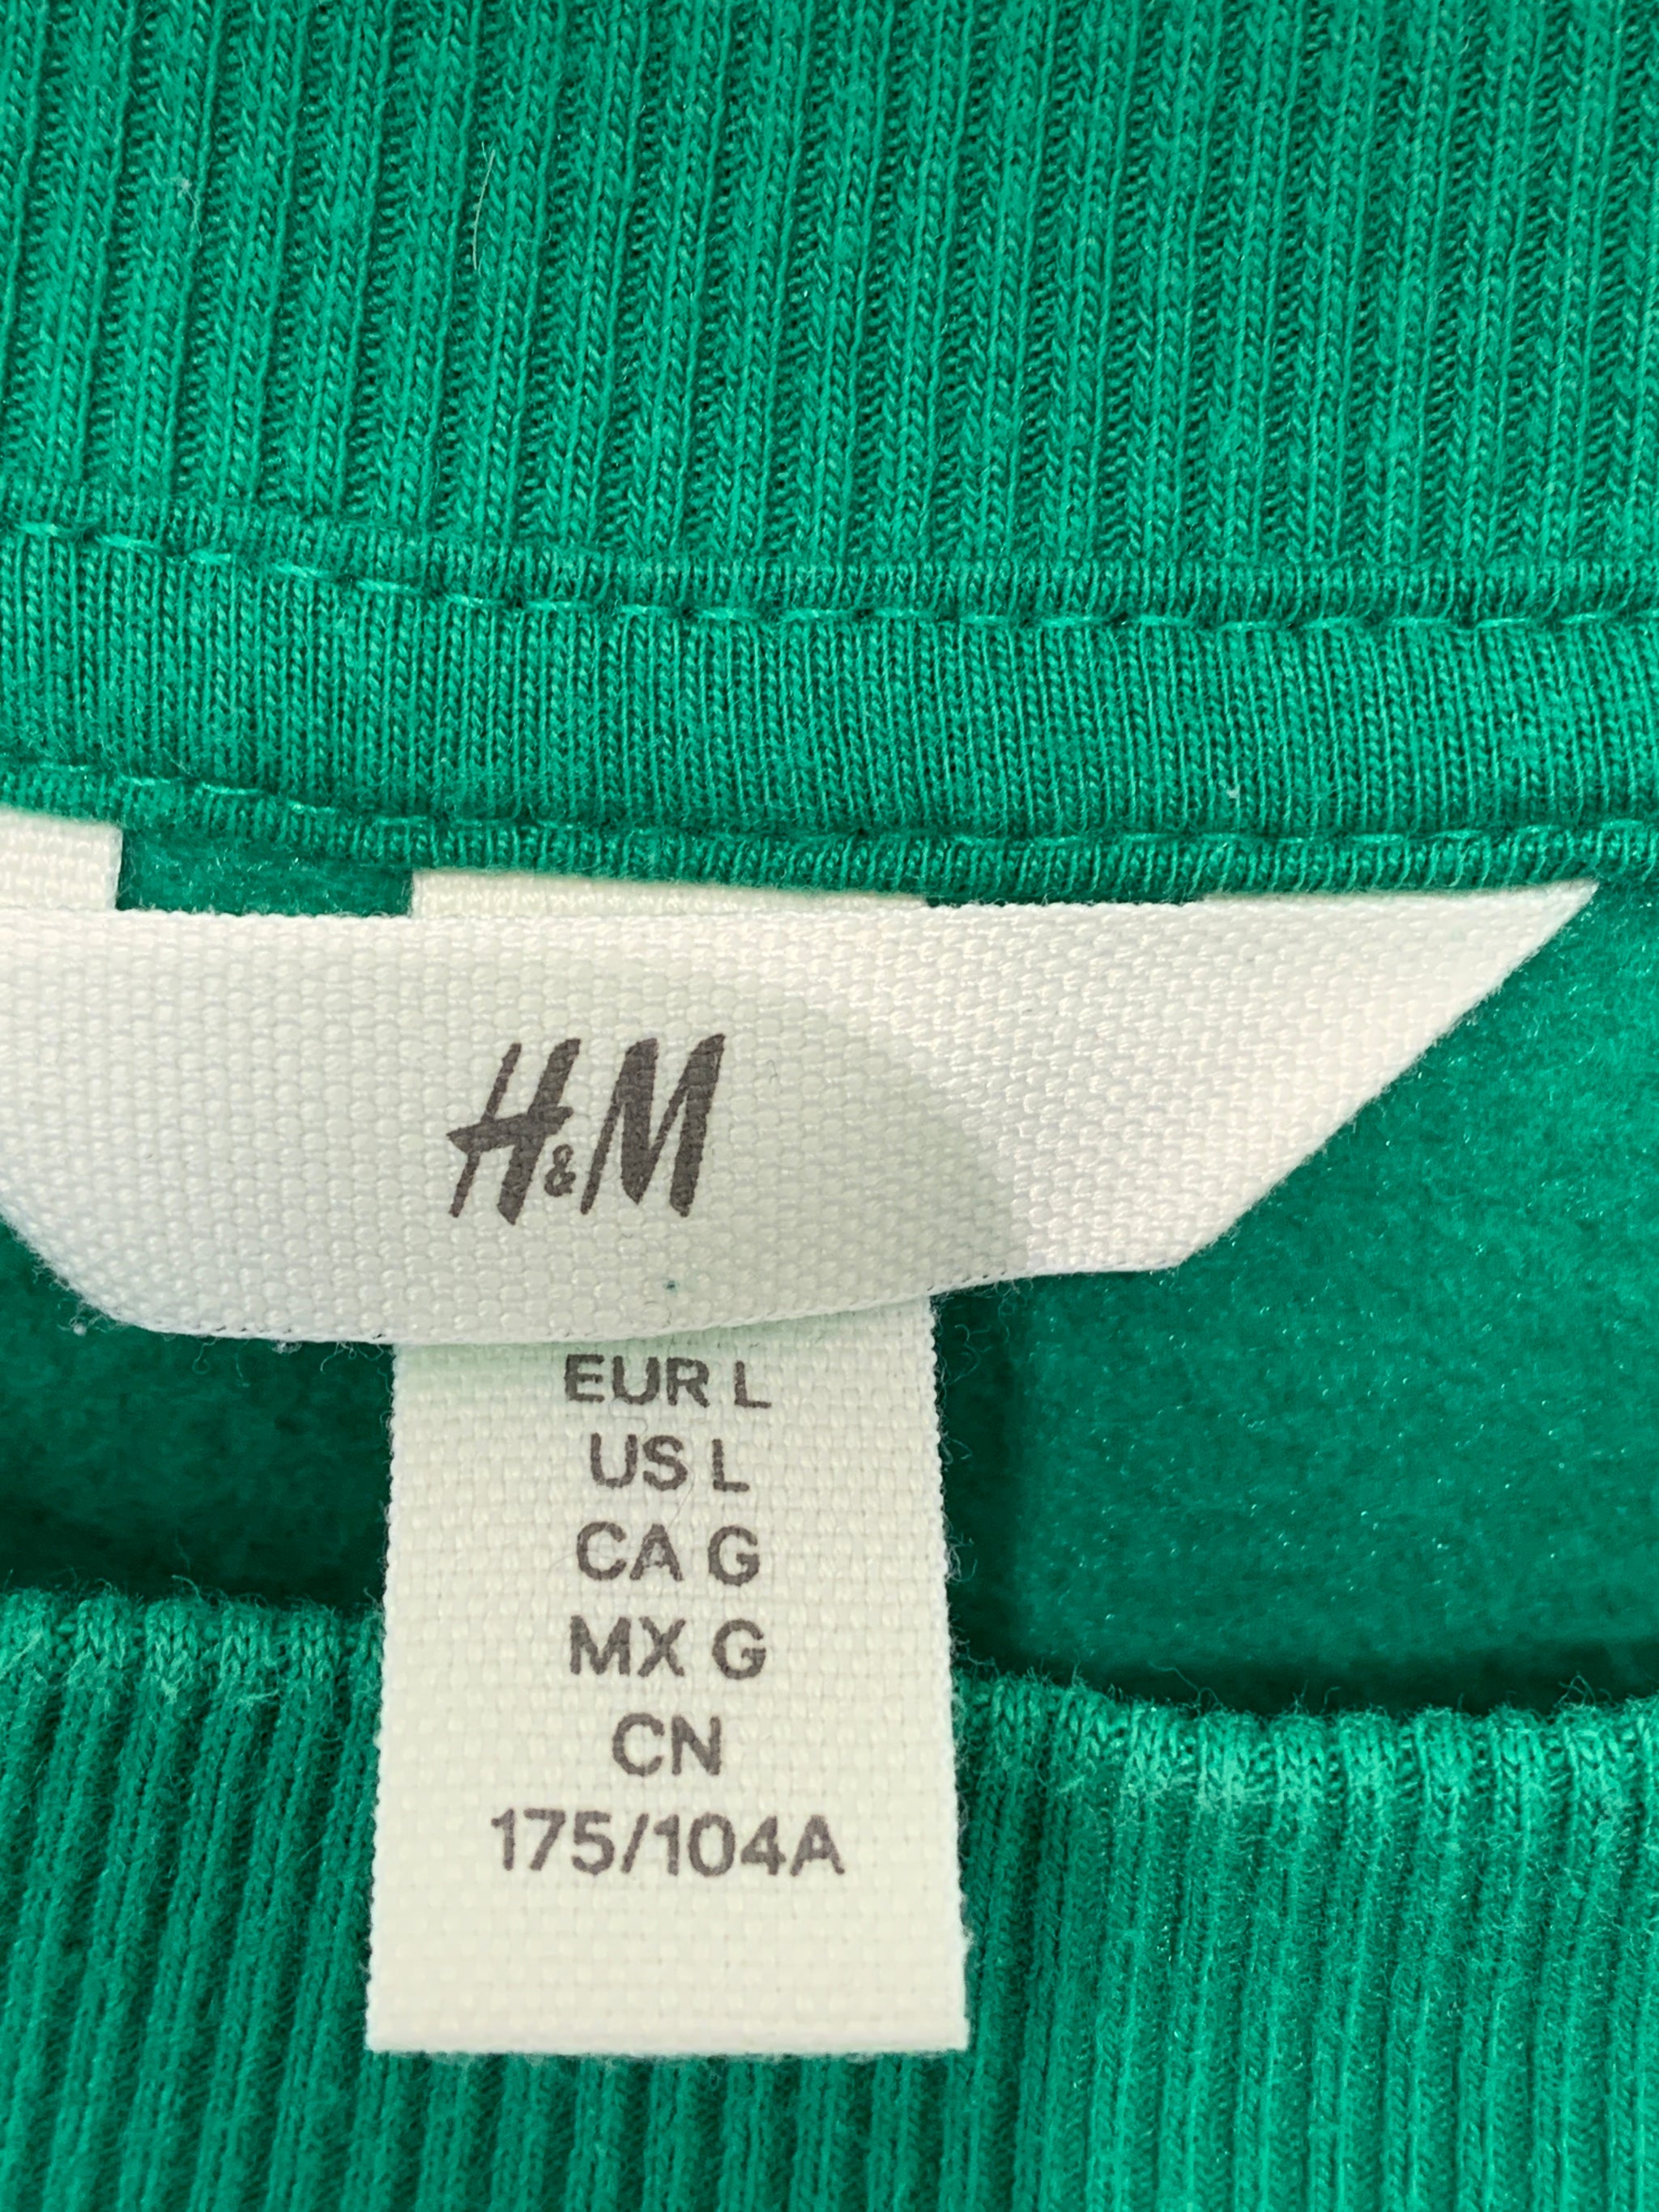 H&M
EUR L
US L
CA G
MX G
CN
175/104A